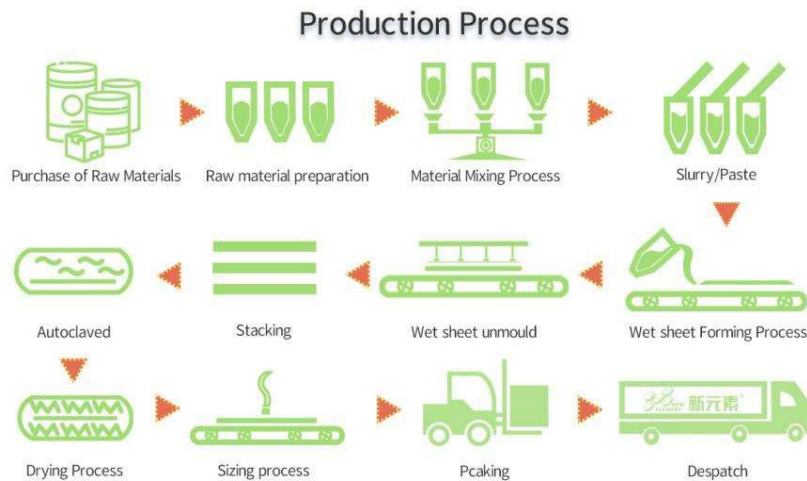 Production Process
Purchase of Raw Materials
Raw material preparation
Material Mixing Process
Slurry/Paste
Wet sheet Forming Process
Wet sheet unmould
Stacking
Autoclaved
Drying Process
Sizing process
Pcaking
Despatch
新元素